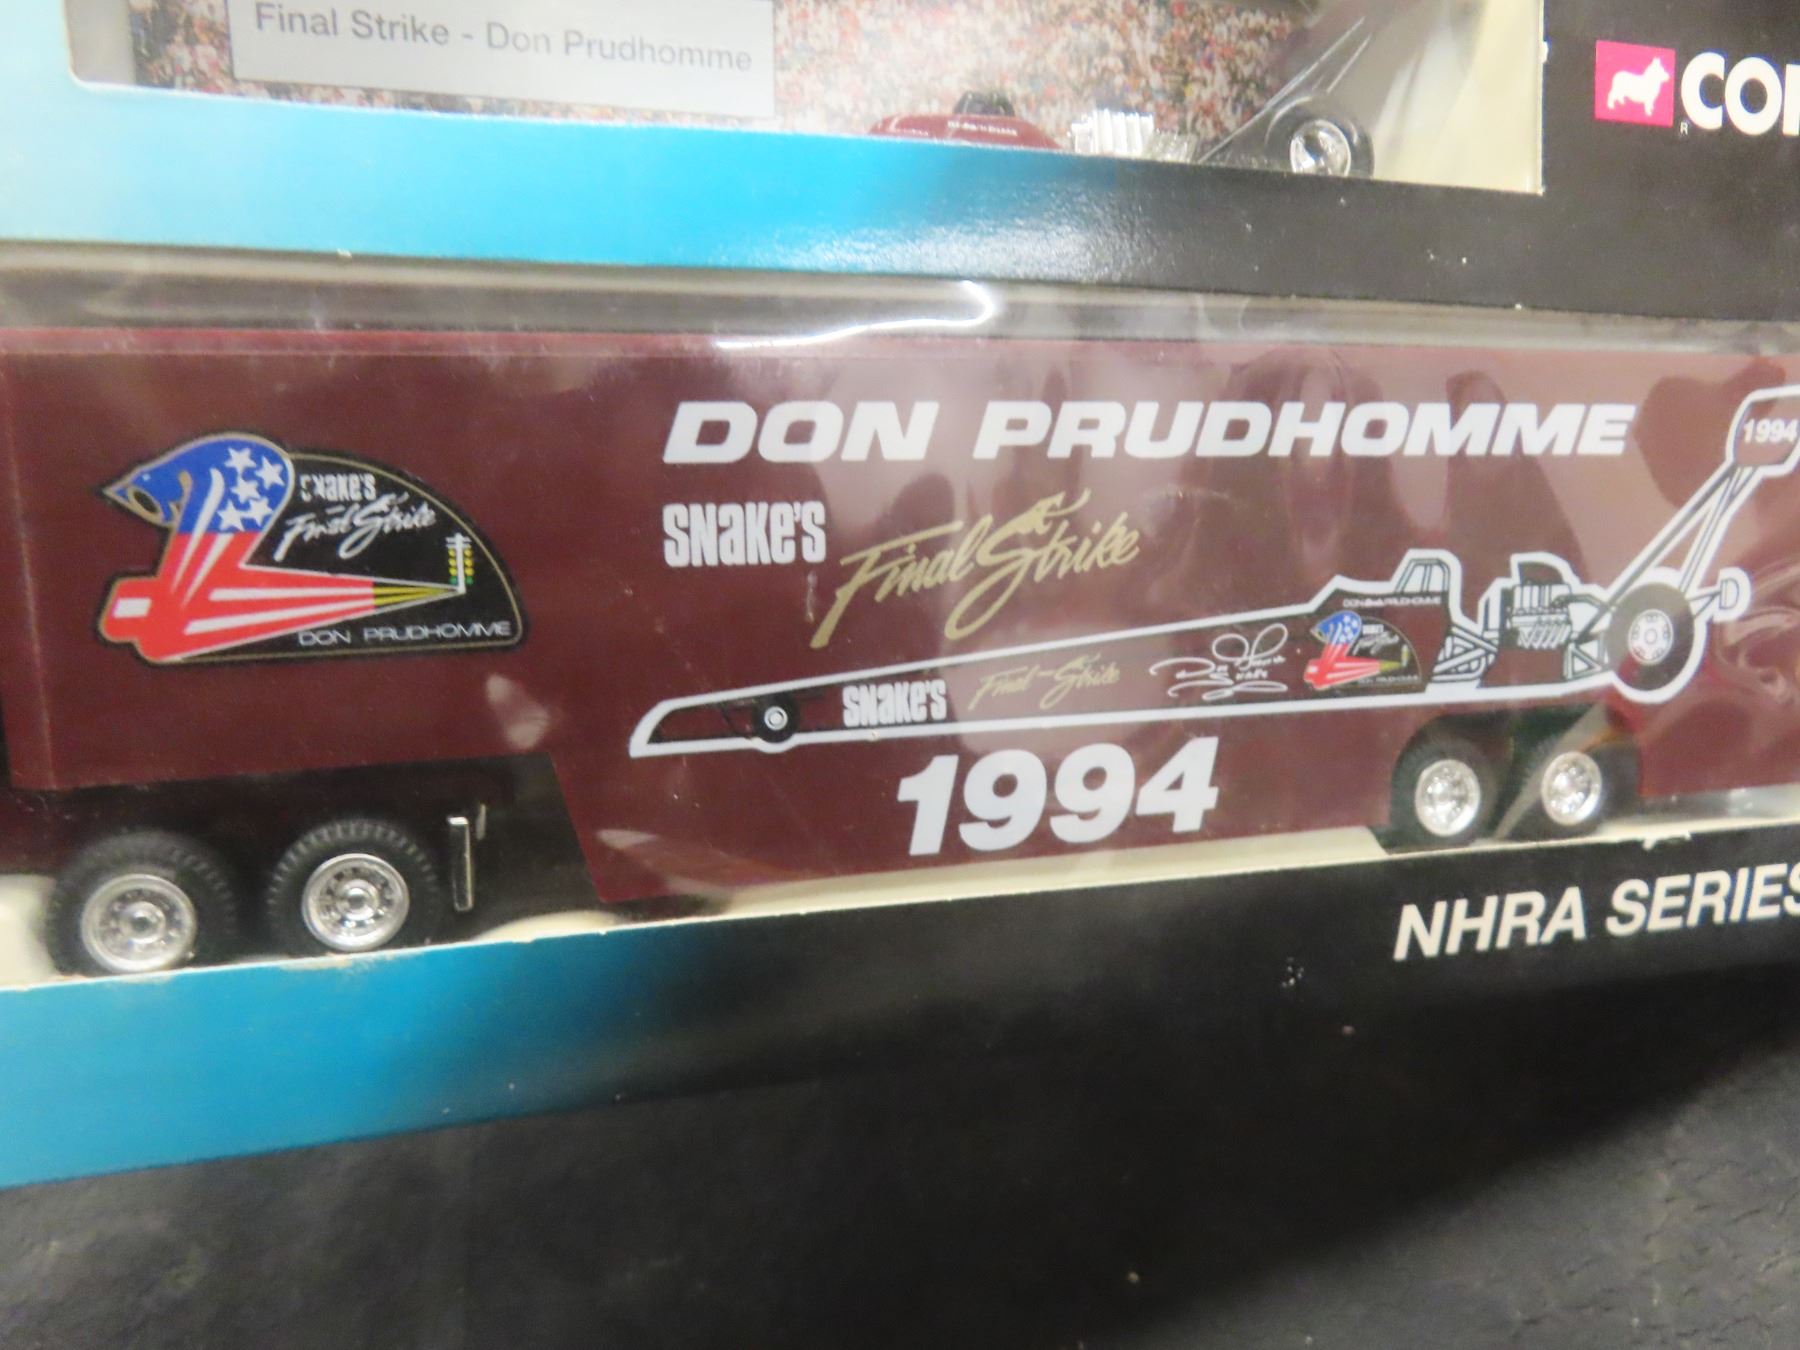 Final Strike - Don Prudhomme
DON PRUDHOMME
1994
SNAKE'S
Final Strike
SNAKE'S
Final Strike
DON PRUDHOMME
SNAKE'S
Final Strike
1994
NHRA SERIES